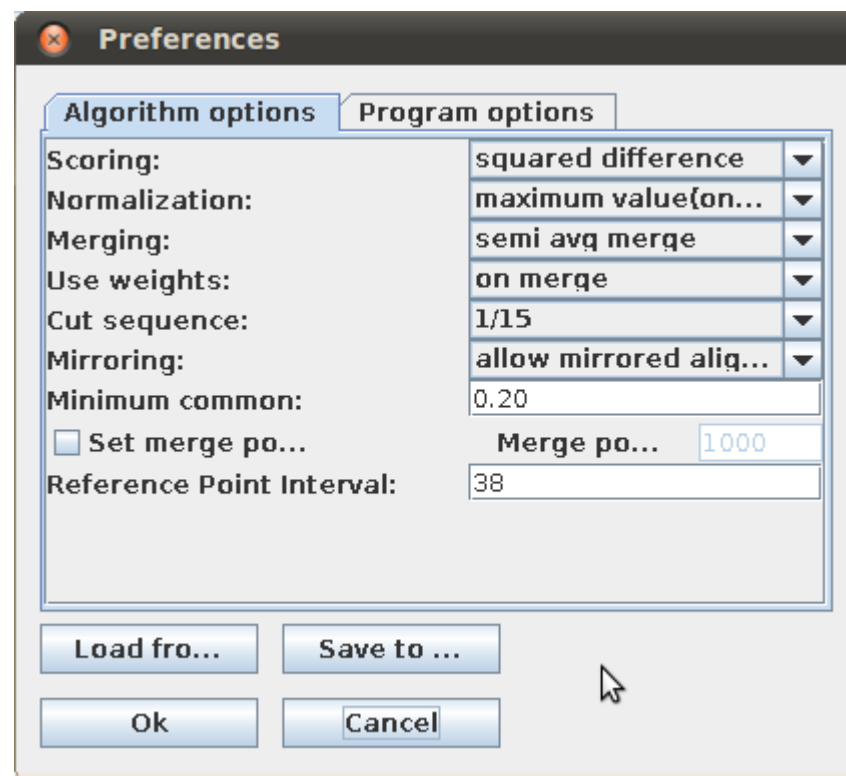 Preferences
Algorithm options Program options
Scoring: squared difference
Normalization: maximum value(on...
Merging: semi avg merge
Use weights: on merge
Cut sequence: 1/15
Mirroring: allow mirrored alig...
Minimum common: 0.20
Set merge po... Merge po... 1000
Reference Point Interval: 38
Load fro... Save to ...
Ok Cancel